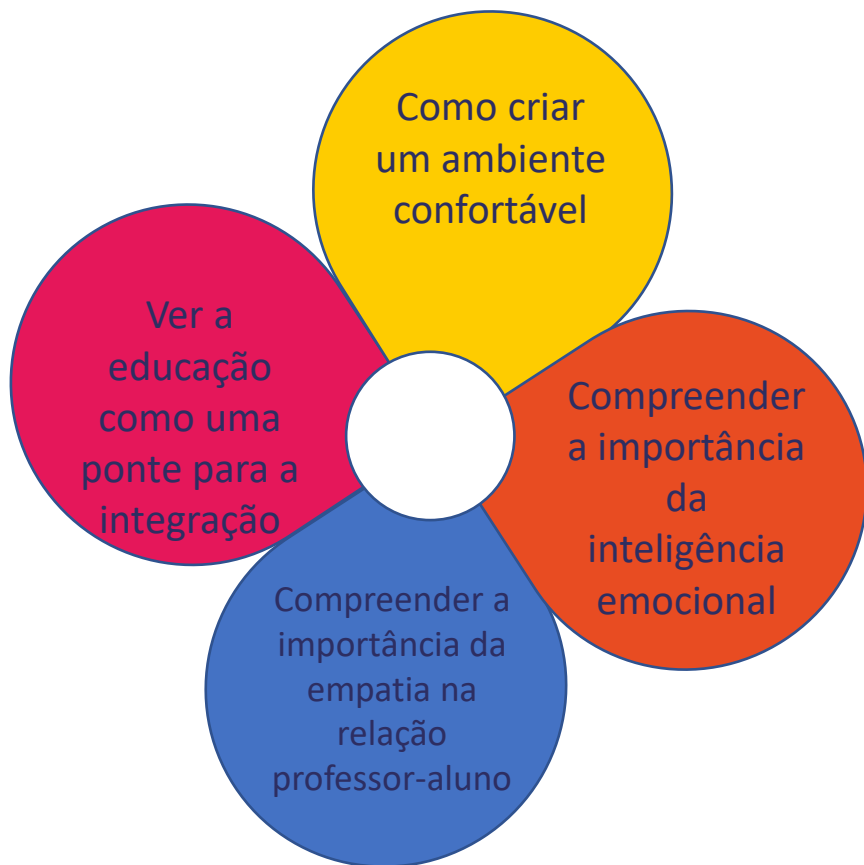 Como criar
um ambiente
confortável
Compreender
a importância
da
inteligência
emocional
Compreender a
importância da
empatia na
relação
professor-aluno
Ver a
educação
como uma
ponte para a
integração